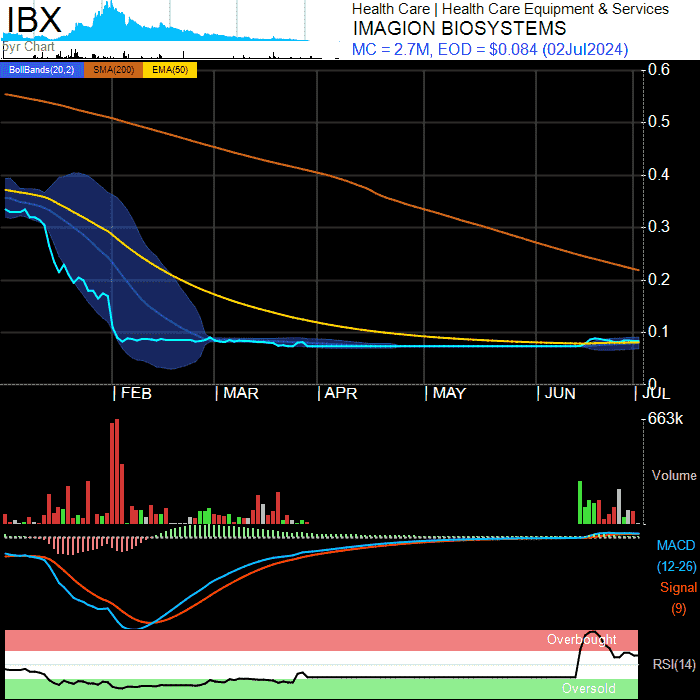 IBX
5yr Chart
Health Care | Health Care Equipment & Services
IMAGION BIOSYSTEMS
MC = 2.7M, EOD = $0.084 (02Jul2024)
BollBands(20,2) SMA(200) EMA(50)
0.6
0.5
0.4
0.3
0.2
0.1
0
| FEB | MAR | APR | MAY | JUN | JUL
663k
Volume
MACD
(12-26)
Signal
(9)
Overbought
RSI(14)
Oversold